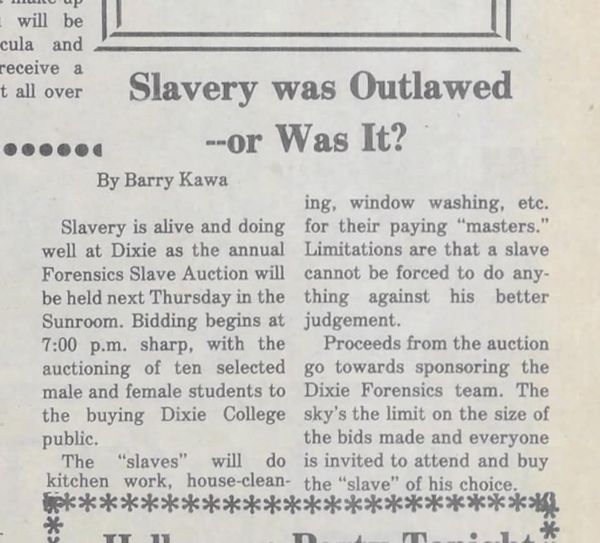 will be
cula and
receive a
t all over
Slavery was Outlawed
--or Was It?
By Barry Kawa
Slavery is alive and doing
well at Dixie as the annual
Forensics Slave Auction will
be held next Thursday in the
Sunroom. Bidding begins at
7:00 p.m. sharp, with the
auctioning of ten selected
male and female students to
the buying Dixie College
public.
The "slaves" will do
kitchen work, house-clean-
ing, window washing, etc.
for their paying "masters."
Limitations are that a slave
cannot be forced to do any-
thing against his better
judgement.
Proceeds from the auction
go towards sponsoring the
Dixie Forensics team. The
sky's the limit on the size of
the bids made and everyone
is invited to attend and buy
the "slave" of his choice.
Party Tonight